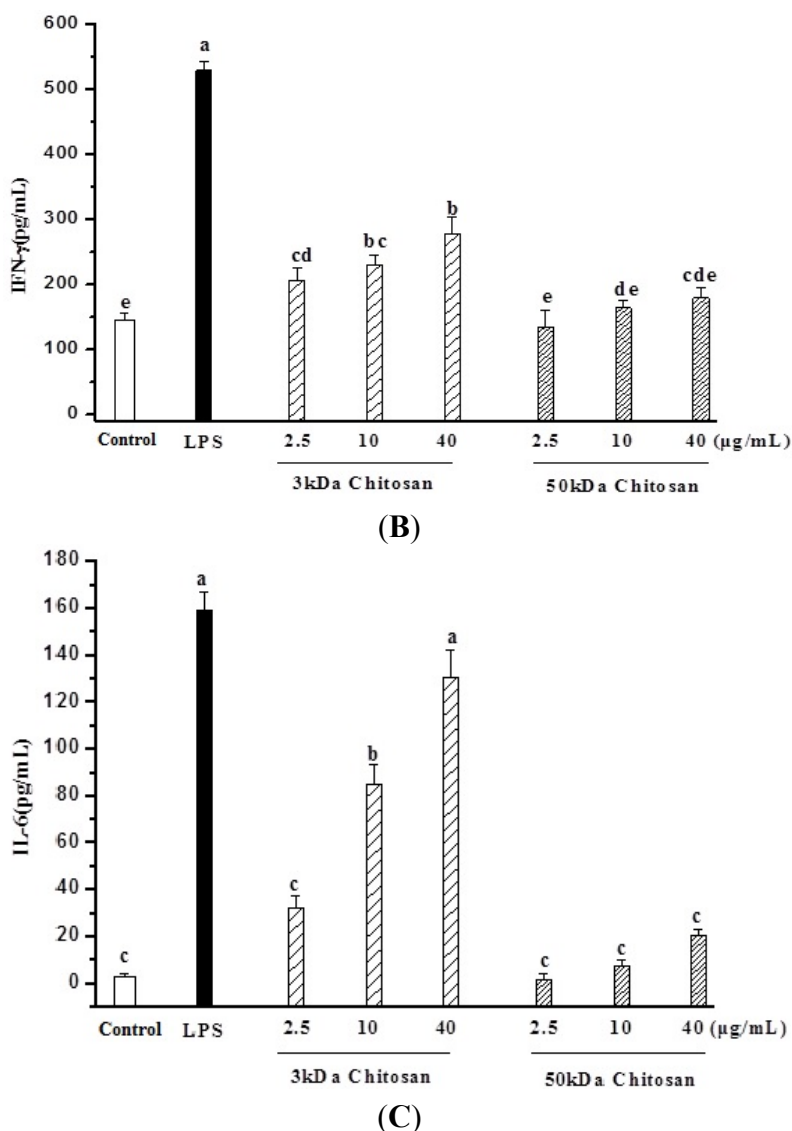 600
a
500
400
300
200
100
0
IFN-γ(pg/mL)
e
cd
bc
b
e
de
cde
Control LPS 2.5 10 40 2.5 10 40 (μg/mL)
3kDa Chitosan 50kDa Chitosan
(B)
180
160
140
120
100
80
60
40
20
0
IL-6(pg/mL)
c
a
c
b
a
c
c
c
Control LPS 2.5 10 40 2.5 10 40 (μg/mL)
3kDa Chitosan 50kDa Chitosan
(C)